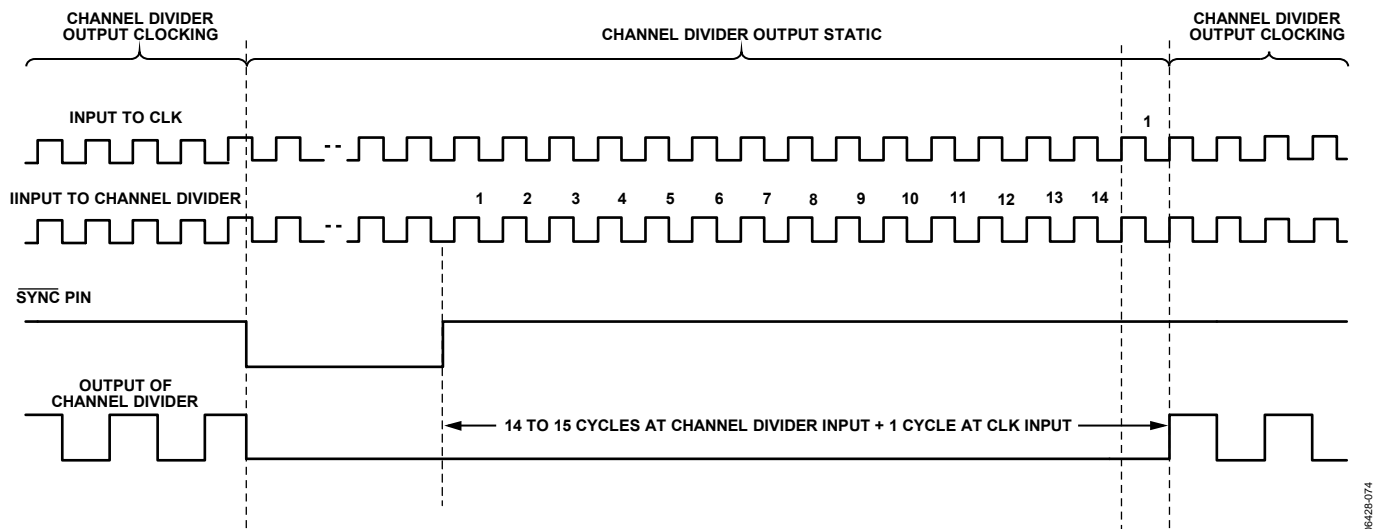 CHANNEL DIVIDER
OUTPUT CLOCKING
CHANNEL DIVIDER OUTPUT STATIC
CHANNEL DIVIDER
OUTPUT CLOCKING
INPUT TO CLK
1
IINPUT TO CHANNEL DIVIDER
1 2 3 4 5 6 7 8 9 10 11 12 13 14
SYNC PIN
OUTPUT OF
CHANNEL DIVIDER
14 TO 15 CYCLES AT CHANNEL DIVIDER INPUT + 1 CYCLE AT CLK INPUT
06428-074